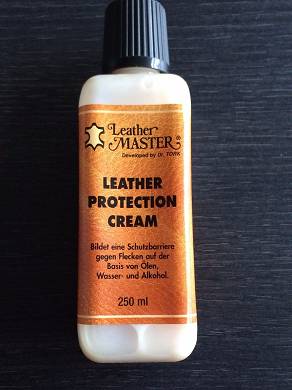 Leather
MASTER®
Developed by Dr. TORK
LEATHER
PROTECTION
CREAM
Bildet eine Schutzbarriere
gegen Flecken auf der
Basis von Ölen,
Wasser- und Alkohol.
250 ml